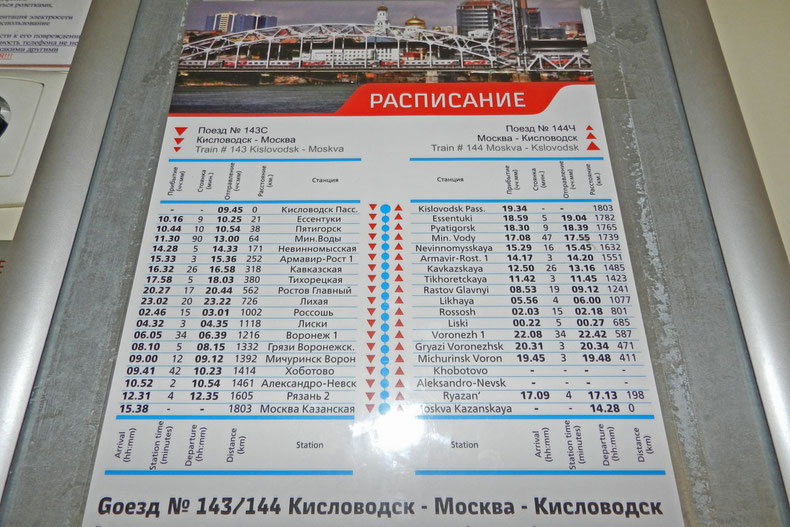 ься розетками.
итация электросети
использование
сти к его повреждени
ность телефона не не
РАСПИСАНИЕ
Поезд № 143С
Кисловодск - Москва
Train # 143 Kislovodsk - Moskva
Поезд № 144Ч
Москва - Кисловодск
Train # 144 Moskva - Kslovodsk
Прибытие (чч:мм) Стоянка (мин.) Отправление (чч:мм) Расстояние (км.) Станция Станция Прибытие (чч:мм) Стоянка (мин.) Отправление (чч:мм) Расстояние (км.)
- - 09.45 0 Кисловодск Пасс. Kislovodsk Pass. 19.34 - - 1803
10.16 9 10.25 21 Ессентуки Essentuki 18.59 5 19.04 1782
10.44 10 10.54 38 Пятигорск Pyatigorsk 18.30 9 18.39 1765
11.30 90 13.00 64 Мин.Воды Min. Vody 17.08 47 17.55 1739
14.28 5 14.33 171 Невинномысская Nevinnomysskaya 15.29 16 15.45 1632
15.33 3 15.36 252 Армавир-Рост 1 Armavir-Rost. 1 14.17 3 14.20 1551
16.32 26 16.58 318 Кавказская Kavkazskaya 12.50 26 13.16 1485
17.58 5 18.03 380 Тихорецкая Tikhoretckaya 11.42 3 11.45 1423
20.27 17 20.44 562 Ростов Главный Rastov Glavnyi 08.53 19 09.12 1241
23.02 20 23.22 726 Лихая Likhaya 05.56 4 06.00 1077
02.46 15 03.01 1002 Россошь Rossosh 02.03 15 02.18 801
04.32 3 04.35 1118 Лиски Liski 00.22 5 00.27 685
06.05 34 06.39 1216 Воронеж 1 Voronezh 1 22.08 34 22.42 587
08.10 5 08.15 1332 Грязи Воронежск. Gryazi Voronezhsk 20.31 3 20.34 471
09.00 12 09.12 1392 Мичуринск Ворон Michurinsk Voron 19.45 3 19.48 411
09.41 42 10.23 1414 Хоботово Khobotovo - - -
10.52 2 10.54 1461 Александро-Невск Aleksandro-Nevsk - - -
12.31 4 12.35 1605 Рязань 2 Ryazan' 17.09 4 17.13 198
15.38 - - 1803 Москва Казанская Moskva Kazanskaya - - 14.28 0
Arrival (hh:mm) Station time (minutes) Departure (hh:mm) Distance (km) Station Station Arrival (hh:mm) Station time (minutes) Departure (hh:mm) Distance (km)
Gоезд № 143/144 Кисловодск - Москва - Кисловодск